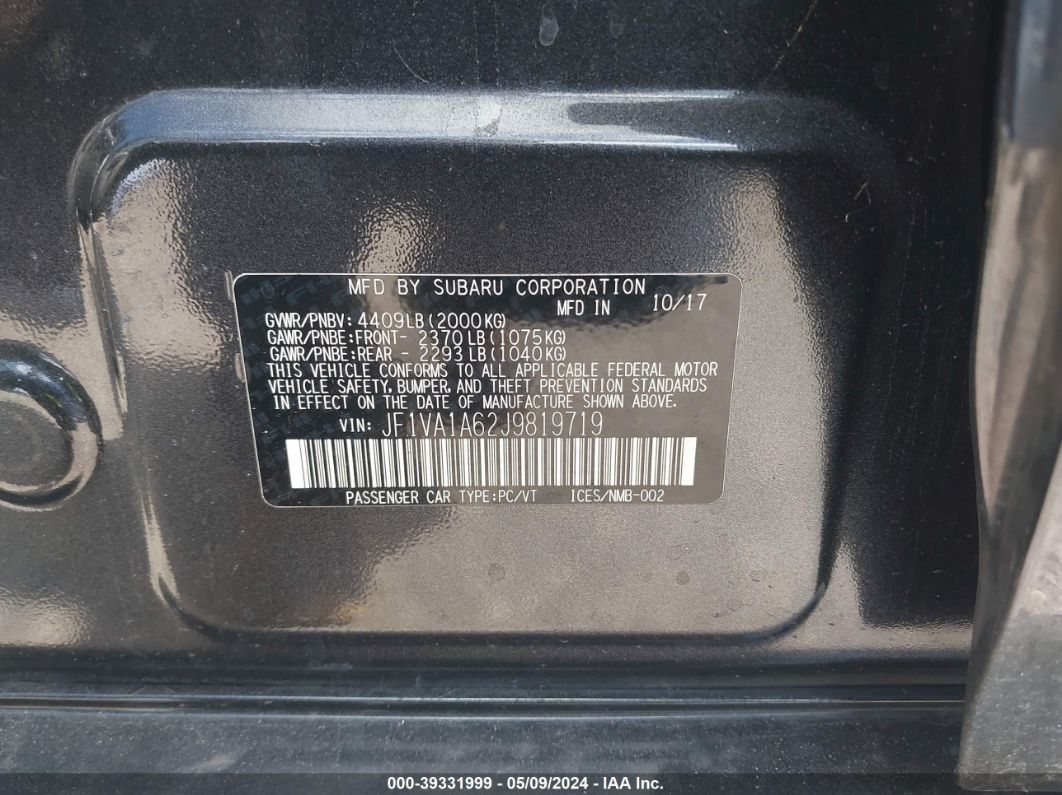 MFD BY SUBARU CORPORATION
MFD IN 10/17
GVWR/PNBV: 4409LB(2000KG)
GAWR/PNBE:FRONT- 2370LB(1075KG)
GAWR/PNBE:REAR - 2293LB(1040KG)
THIS VEHICLE CONFORMS TO ALL APPLICABLE FEDERAL MOTOR
VEHICLE SAFETY, BUMPER, AND THEFT PREVENTION STANDARDS
IN EFFECT ON THE DATE OF MANUFACTURE SHOWN ABOVE.
VIN: JF1VA1A62J9819719
PASSENGER CAR TYPE:PC/VT ICES/NMB-002
000-39331999 - 05/09/2024 - IAA Inc.